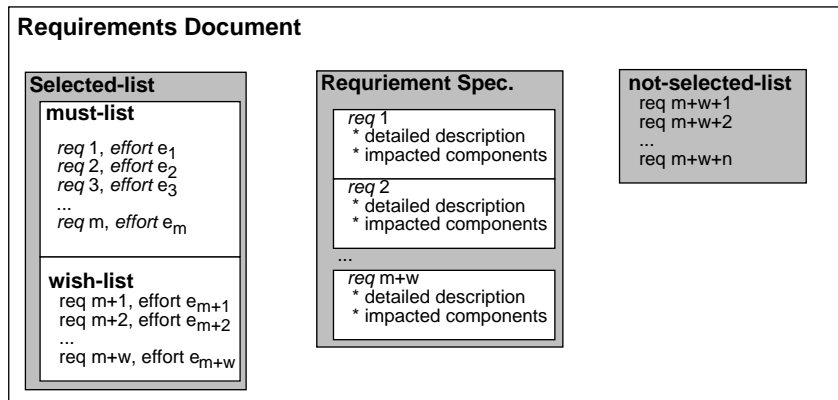 Requirements Document
Selected-list
must-list
req 1, effort e1
req 2, effort e2
req 3, effort e3
...
req m, effort em
wish-list
req m+1, effort em+1
req m+2, effort em+2
...
req m+w, effort em+w
Requriement Spec.
req 1
* detailed description
* impacted components
req 2
* detailed description
* impacted components
...
req m+w
* detailed description
* impacted components
not-selected-list
req m+w+1
req m+w+2
...
req m+w+n